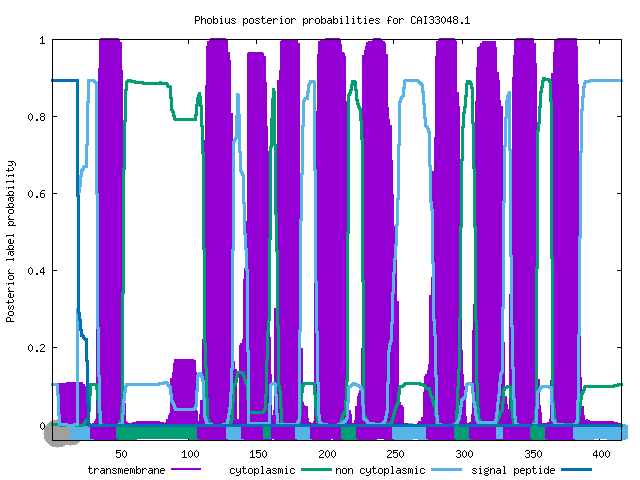 Phobius posterior probabilities for CAI33048.1
Posterior label probability
1
0.8
0.6
0.4
0.2
0
50 100 150 200 250 300 350 400
transmembrane cytoplasmic non cytoplasmic signal peptide